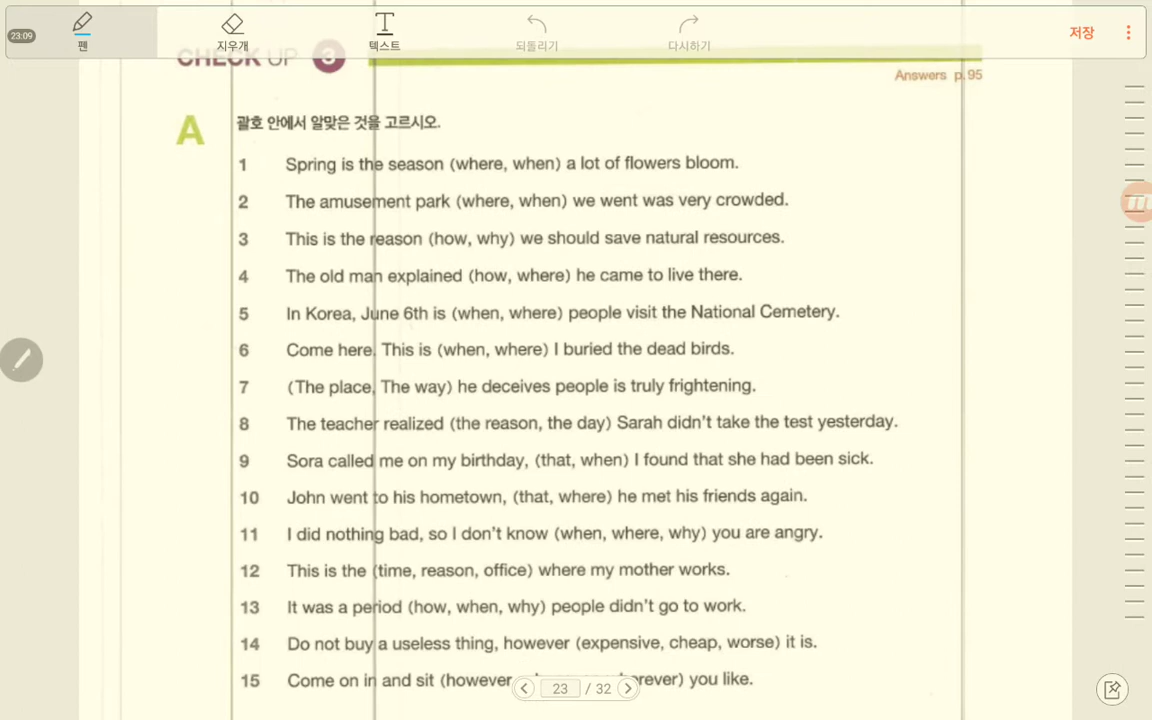 23:09
펜
지우개
텍스트
되돌리기
다시하기
저장
CHECK UP 3
Answers p.95
A 괄호 안에서 알맞은 것을 고르시오.
1 Spring is the season (where, when) a lot of flowers bloom.
2 The amusement park (where, when) we went was very crowded.
3 This is the reason (how, why) we should save natural resources.
4 The old man explained (how, where) he came to live there.
5 In Korea, June 6th is (when, where) people visit the National Cemetery.
6 Come here. This is (when, where) I buried the dead birds.
7 (The place, The way) he deceives people is truly frightening.
8 The teacher realized (the reason, the day) Sarah didn't take the test yesterday.
9 Sora called me on my birthday, (that, when) I found that she had been sick.
10 John went to his hometown, (that, where) he met his friends again.
11 I did nothing bad, so I don't know (when, where, why) you are angry.
12 This is the (time, reason, office) where my mother works.
13 It was a period (how, when, why) people didn't go to work.
14 Do not buy a useless thing, however (expensive, cheap, worse) it is.
15 Come on in and sit (however you like.
23 / 32